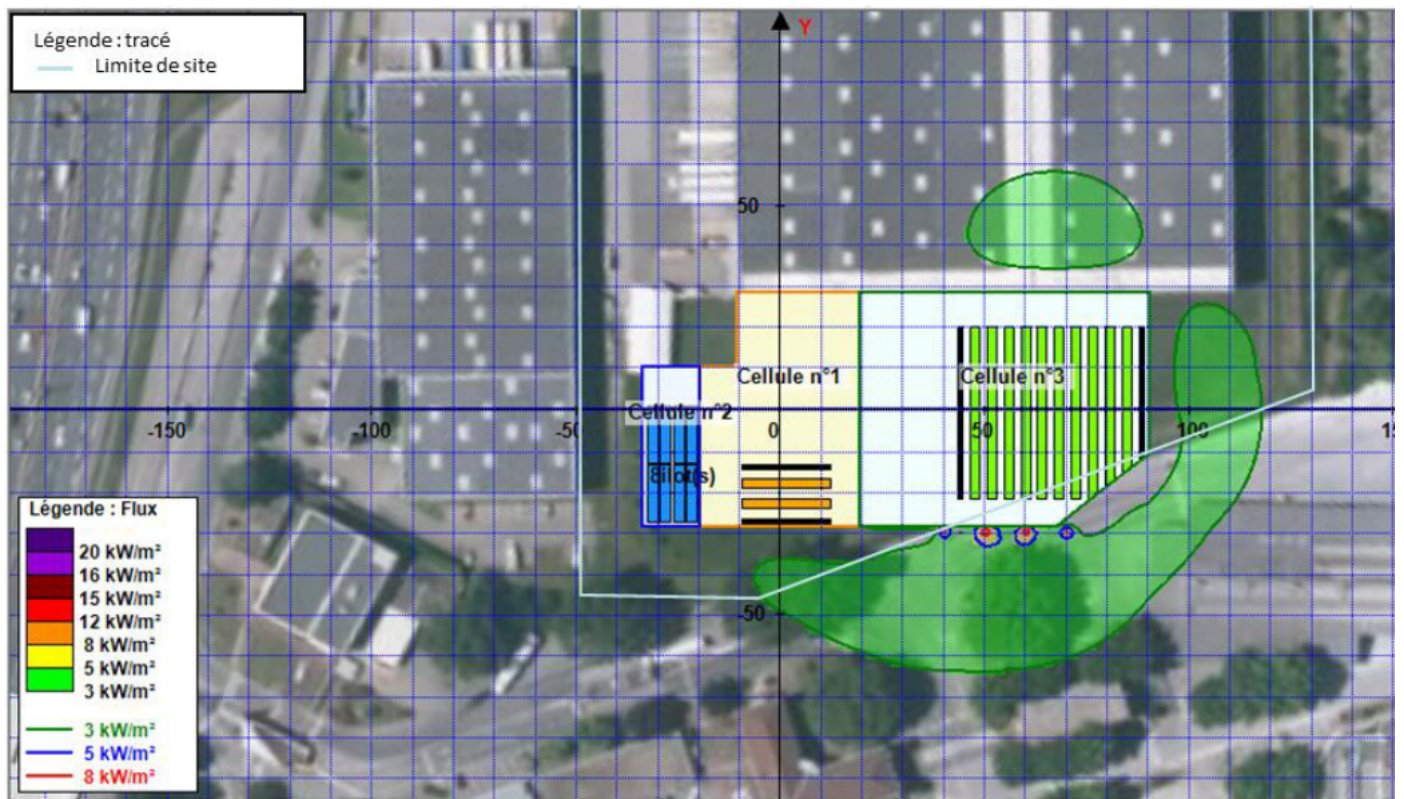 Légende : tracé
Limite de site
Y
50
Cellule n°1
Cellule n°3
Cellule n°2
-150
-100
-50
0
50
100
15
8ilot(s)
-50
Légende : Flux
20 kW/m²
16 kW/m²
15 kW/m²
12 kW/m²
8 kW/m²
5 kW/m²
3 kW/m²
3 kW/m²
5 kW/m²
8 kW/m²